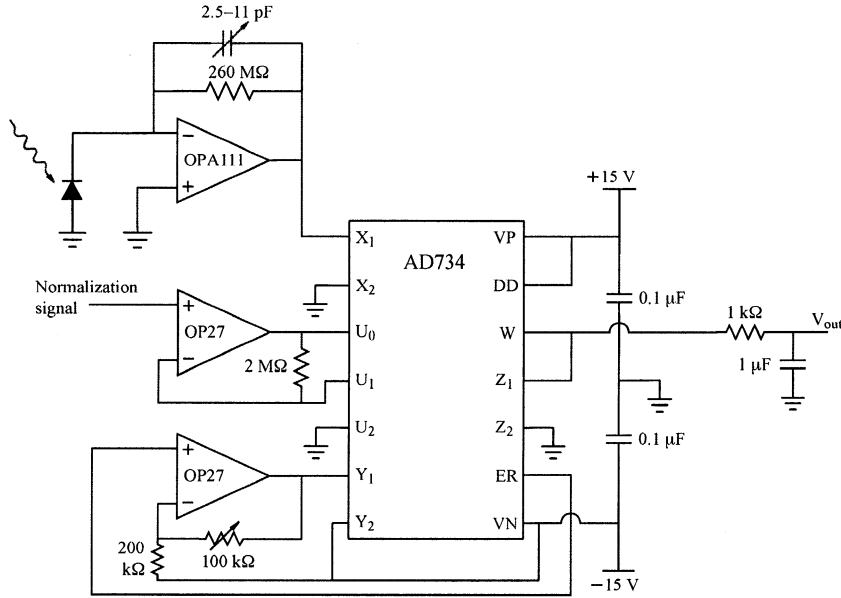 2.5–11 pF
260 MΩ
−
OPA111
+
+15 V
X1
VP
AD734
X2
DD
0.1 μF
Normalization
signal
+
OP27
−
U0
W
1 kΩ
Vout
2 MΩ
U1
Z1
1 μF
U2
Z2
0.1 μF
+
OP27
−
Y1
ER
Y2
VN
200
kΩ
100 kΩ
−15 V